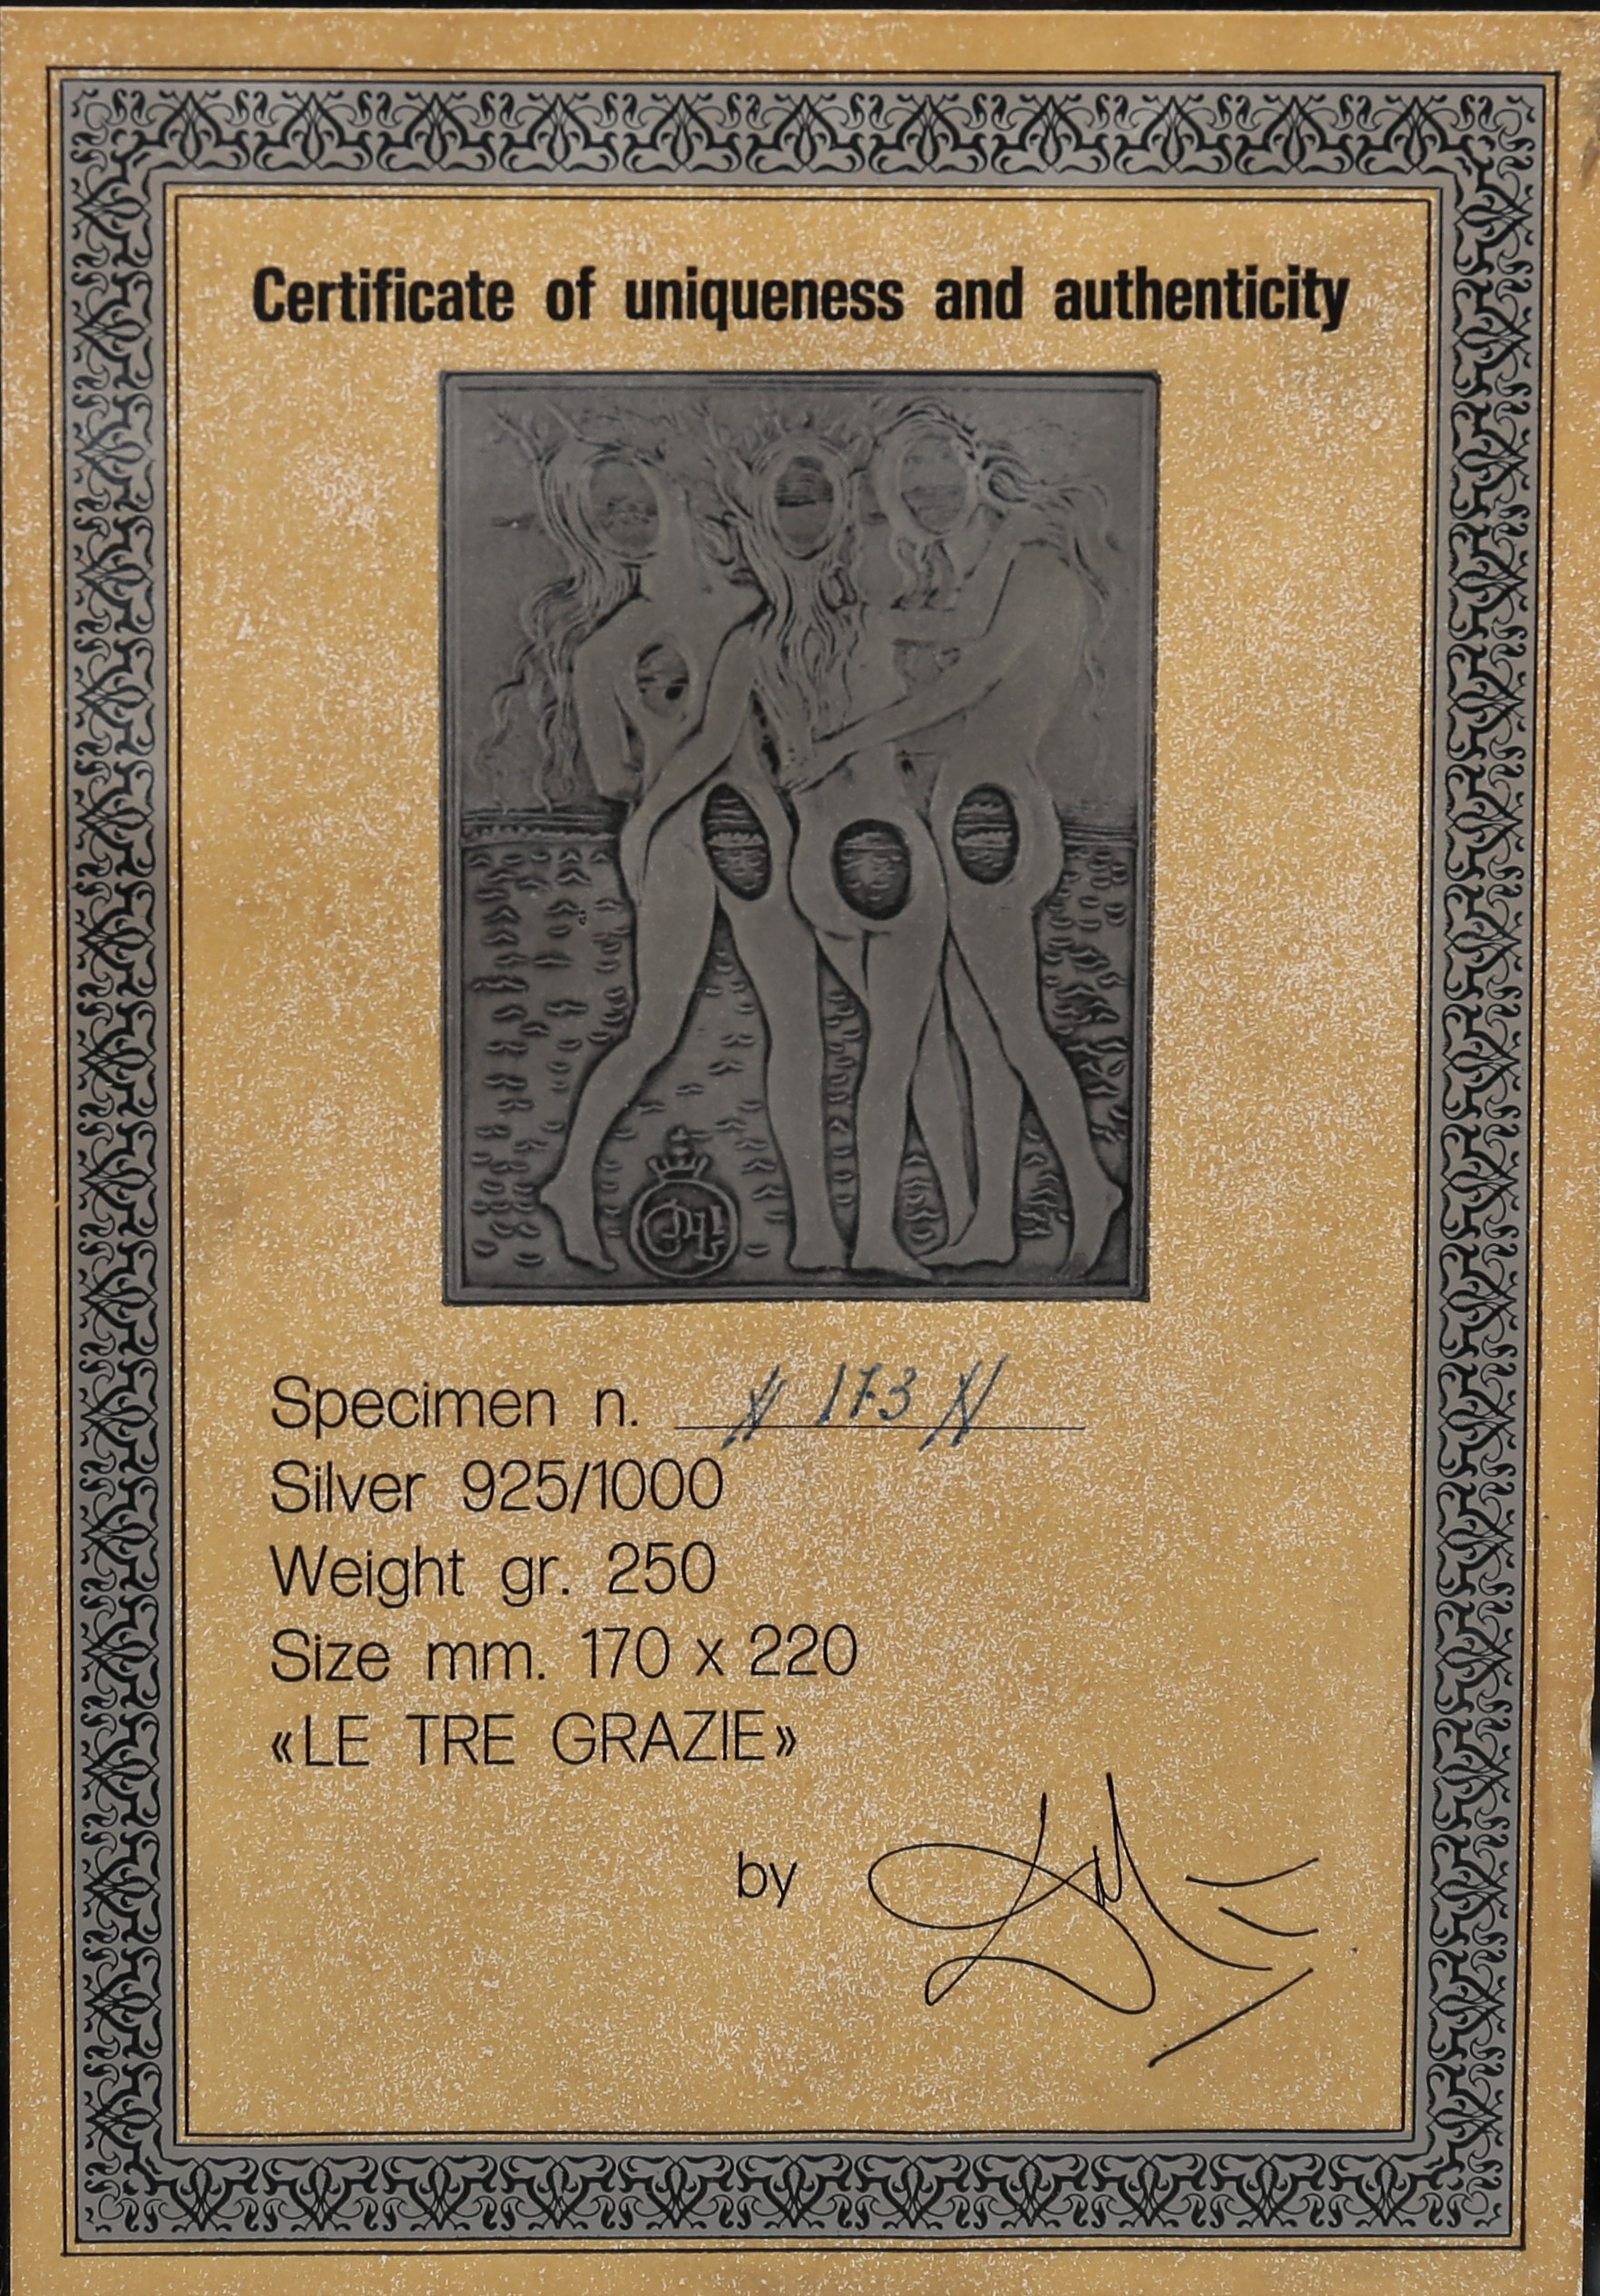 Certificate of uniqueness and authenticity
Specimen n. // 173 //
Silver 925/1000
Weight gr. 250
Size mm. 170 x 220
«LE TRE GRAZIE»
by